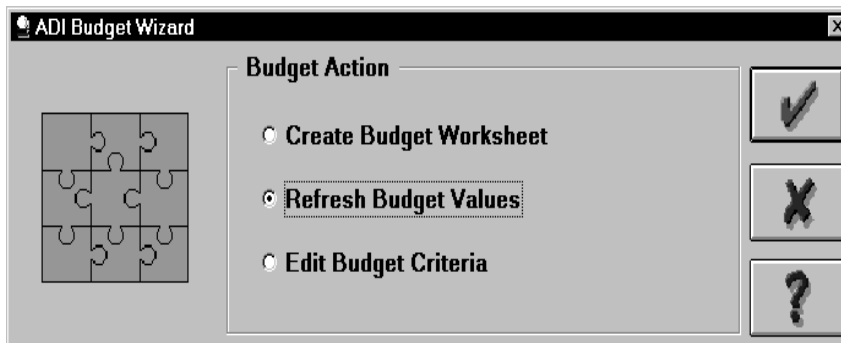 ADI Budget Wizard
Budget Action
Create Budget Worksheet
Refresh Budget Values
Edit Budget Criteria